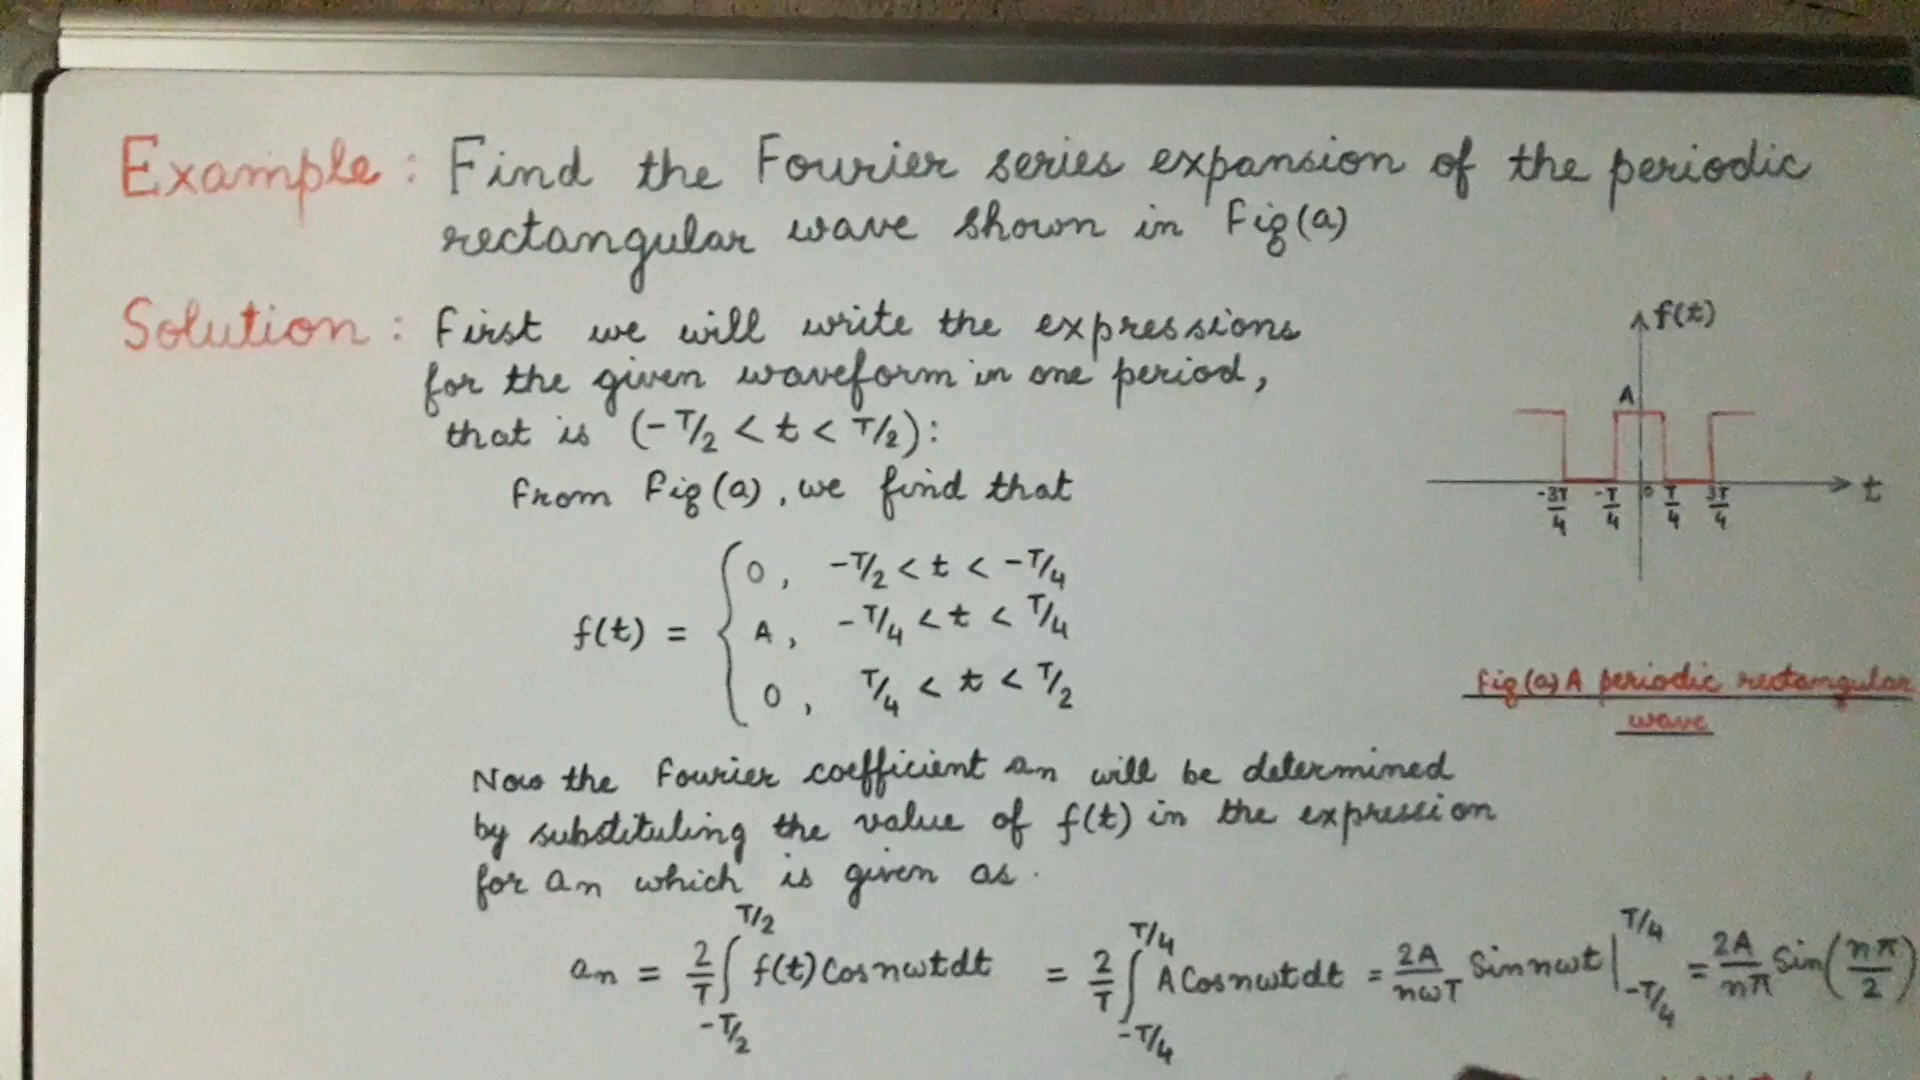 Example: Find the Fourier series expansion of the periodic
rectangular wave shown in Fig(a)
Solution: First we will write the expressions
for the given waveform in one period,
that is (-T/2 < t < T/2):
From Fig(a), we find that
f(t) = { 0, -T/2 < t < -T/4
A, -T/4 < t < T/4
0, T/4 < t < T/2
f(t)
A
t
-3T/4 -T/4 0 T/4 3T/4
Fig(a) A periodic rectangular
wave
Now the Fourier coefficient an will be determined
by substituting the value of f(t) in the expression
for an which is given as.
an = 2/T ∫_{-T/2}^{T/2} f(t) Cosnωtdt = 2/T ∫_{-T/4}^{T/4} A Cosnωtdt = 2A/nωT Sinnωt |_{-T/4}^{T/4} = 2A/nπ Sin(nπ/2)